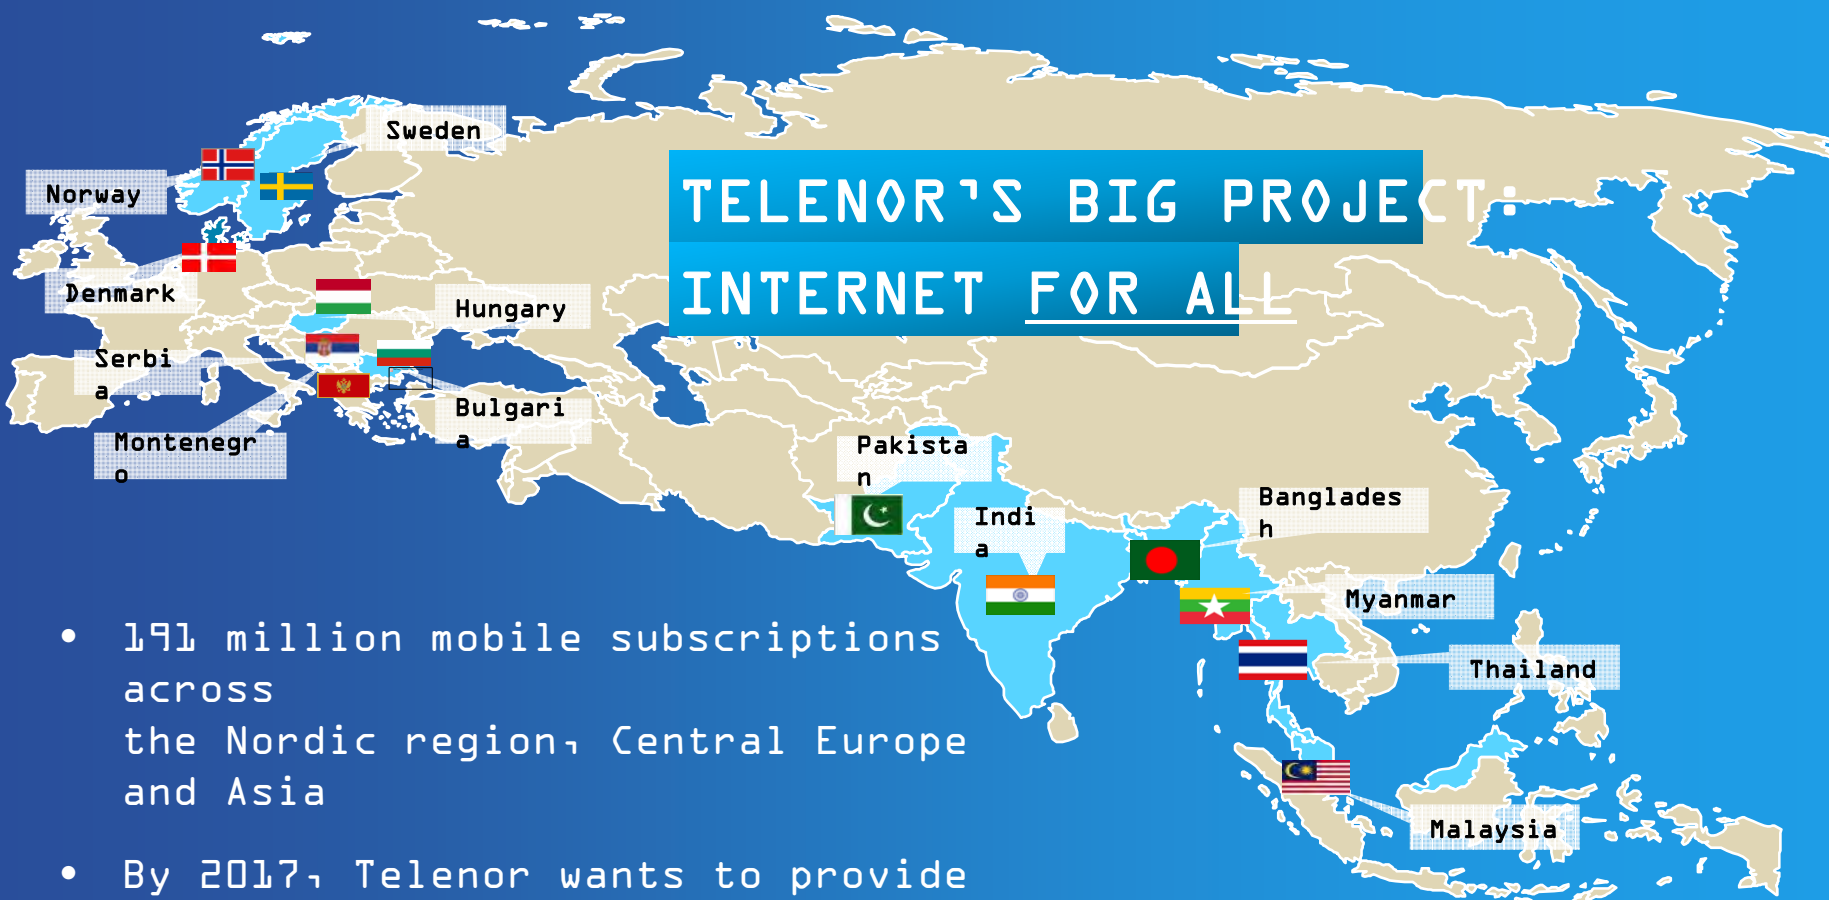 Sweden
Norway
TELENOR'S BIG PROJECT:
INTERNET FOR ALL
Denmark
Hungary
Serbi
a
Bulgari
a
Montenegr
o
Pakista
n
Indi
a
Banglades
h
Myanmar
Thailand
Malaysia
• 191 million mobile subscriptions
across
the Nordic region, Central Europe
and Asia
• By 2017, Telenor wants to provide